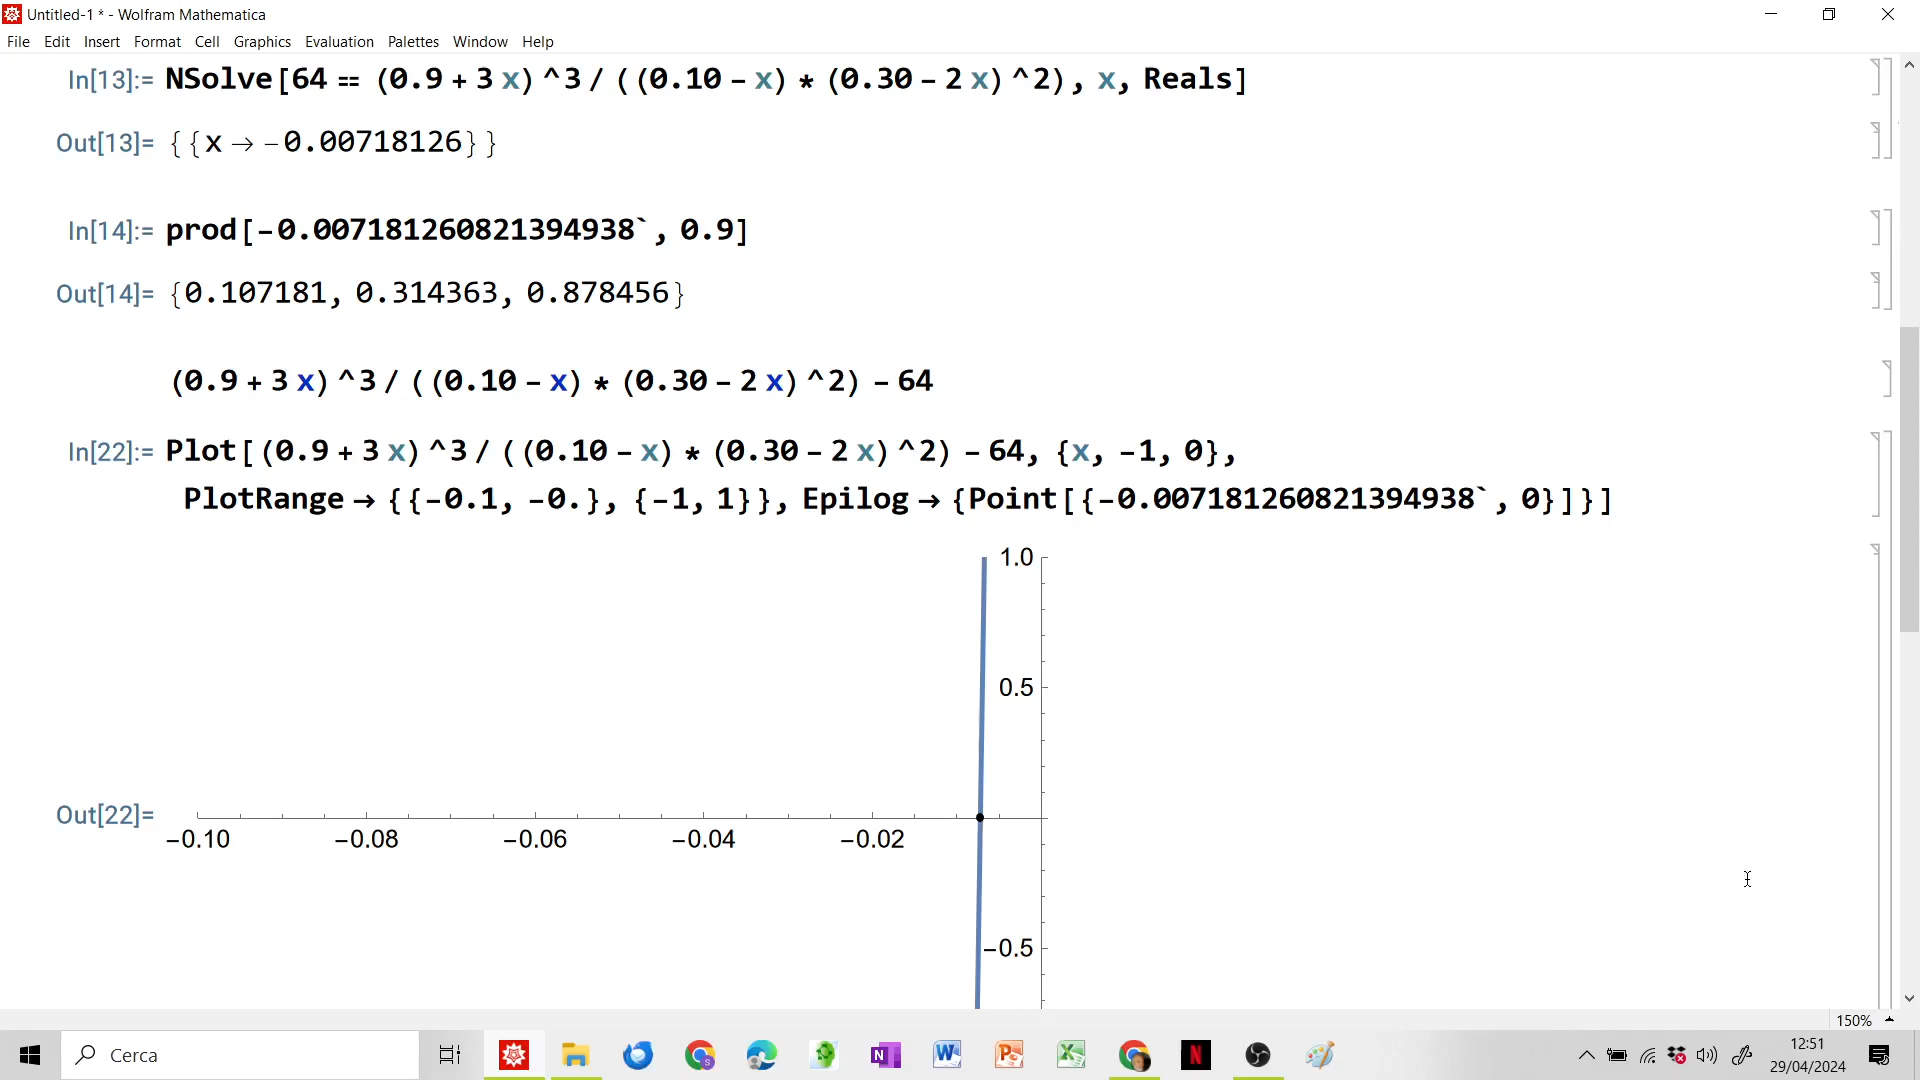 Untitled-1 * - Wolfram Mathematica
File Edit Insert Format Cell Graphics Evaluation Palettes Window Help
In[13]:= NSolve[64 == (0.9 + 3 x) ^3 / ((0.10 - x) * (0.30 - 2 x) ^2), x, Reals]
Out[13]= {{x → -0.00718126}}
In[14]:= prod[-0.007181260821394938`, 0.9]
Out[14]= {0.107181, 0.314363, 0.878456}
(0.9 + 3 x) ^3 / ((0.10 - x) * (0.30 - 2 x) ^2) - 64
In[22]:= Plot[(0.9 + 3 x) ^3 / ((0.10 - x) * (0.30 - 2 x) ^2) - 64, {x, -1, 0},
PlotRange → {{-0.1, -0.}, {-1, 1}}, Epilog → {Point[{-0.007181260821394938`, 0}]}]
1.0
0.5
Out[22]=
-0.10 -0.08 -0.06 -0.04 -0.02
-0.5
150%
Cerca
12:51
29/04/2024